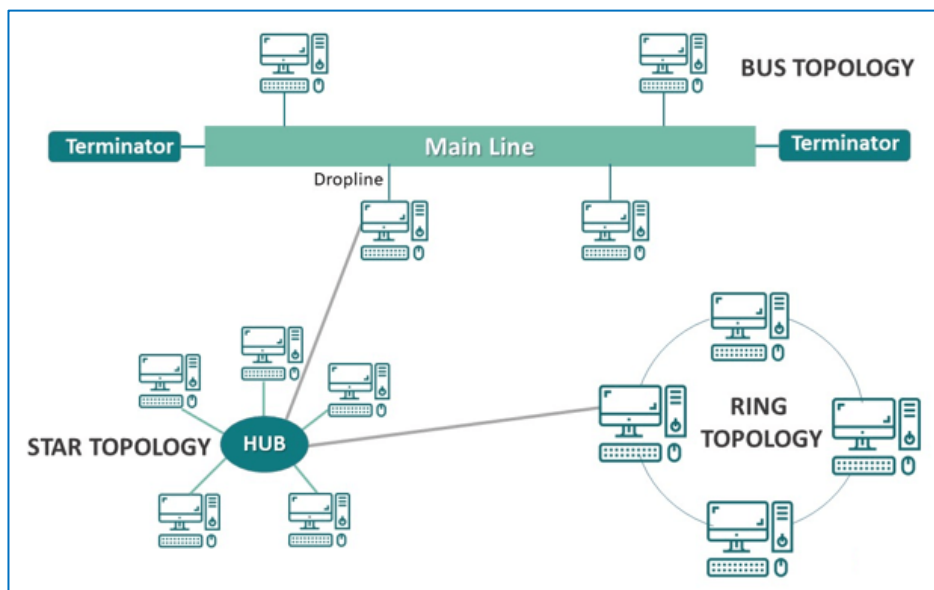 BUS TOPOLOGY
Terminator
Main Line
Terminator
Dropline
STAR TOPOLOGY
HUB
RING
TOPOLOGY